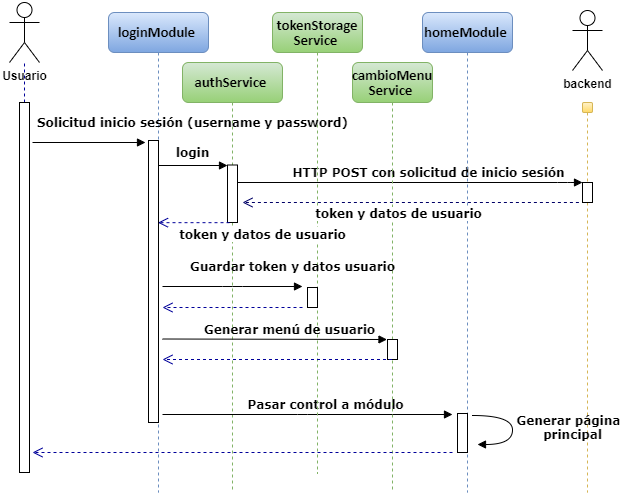 loginModule
tokenStorage
Service
homeModule
Usuario
authService
cambioMenu
Service
backend
Solicitud inicio sesión (username y password)
login
HTTP POST con solicitud de inicio sesión
token y datos de usuario
token y datos de usuario
Guardar token y datos usuario
Generar menú de usuario
Pasar control a módulo
Generar página
principal